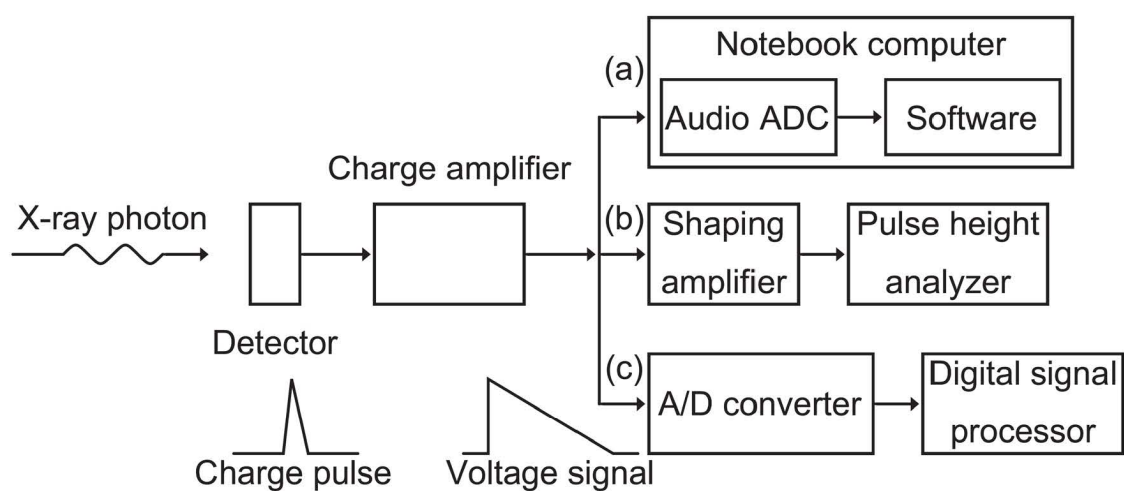 Notebook computer
(a)
Audio ADC
Software
Charge amplifier
X-ray photon
(b)
Shaping
amplifier
Pulse height
analyzer
Detector
(c)
A/D converter
Digital signal
processor
Charge pulse
Voltage signal